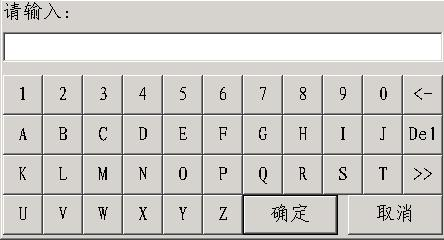 请输入:
1 2 3 4 5 6 7 8 9 0 <-
A B C D E F G H I J Del
K L M N O P Q R S T >>
U V W X Y Z 确定 取消